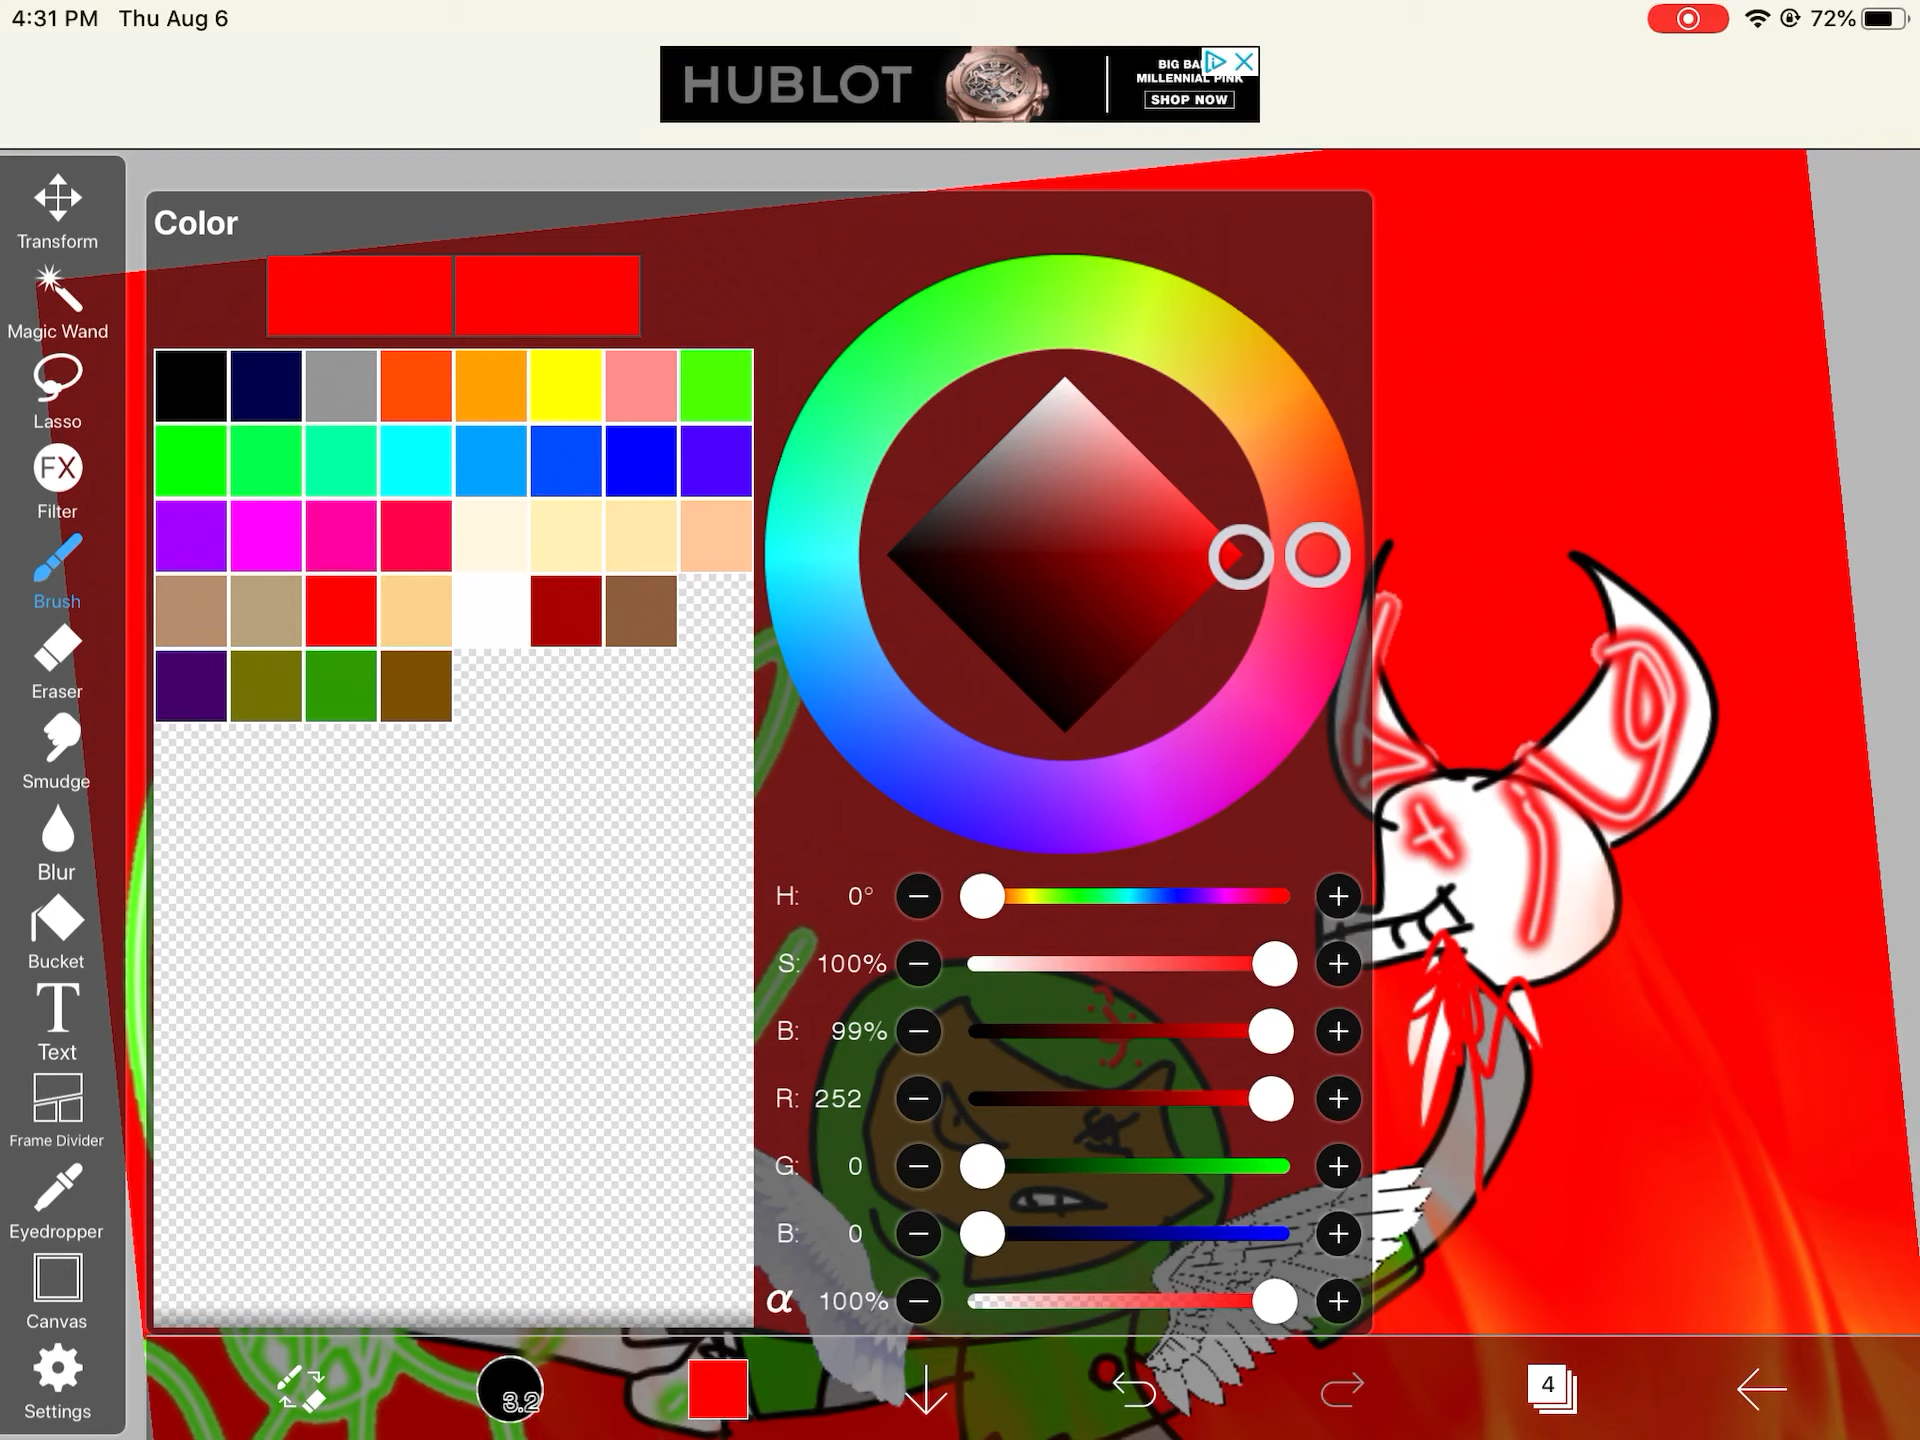 4:31 PM Thu Aug 6
72%
HUBLOT
BIG BA
MILLENNIAL PINK
SHOP NOW
Transform
Magic Wand
Lasso
FX
Filter
Brush
Eraser
Smudge
Blur
Bucket
T
Text
Frame Divider
Eyedropper
Canvas
Settings
Color
H: 0°
S: 100%
B: 99%
R: 252
G: 0
B: 0
α 100%
3.2
4